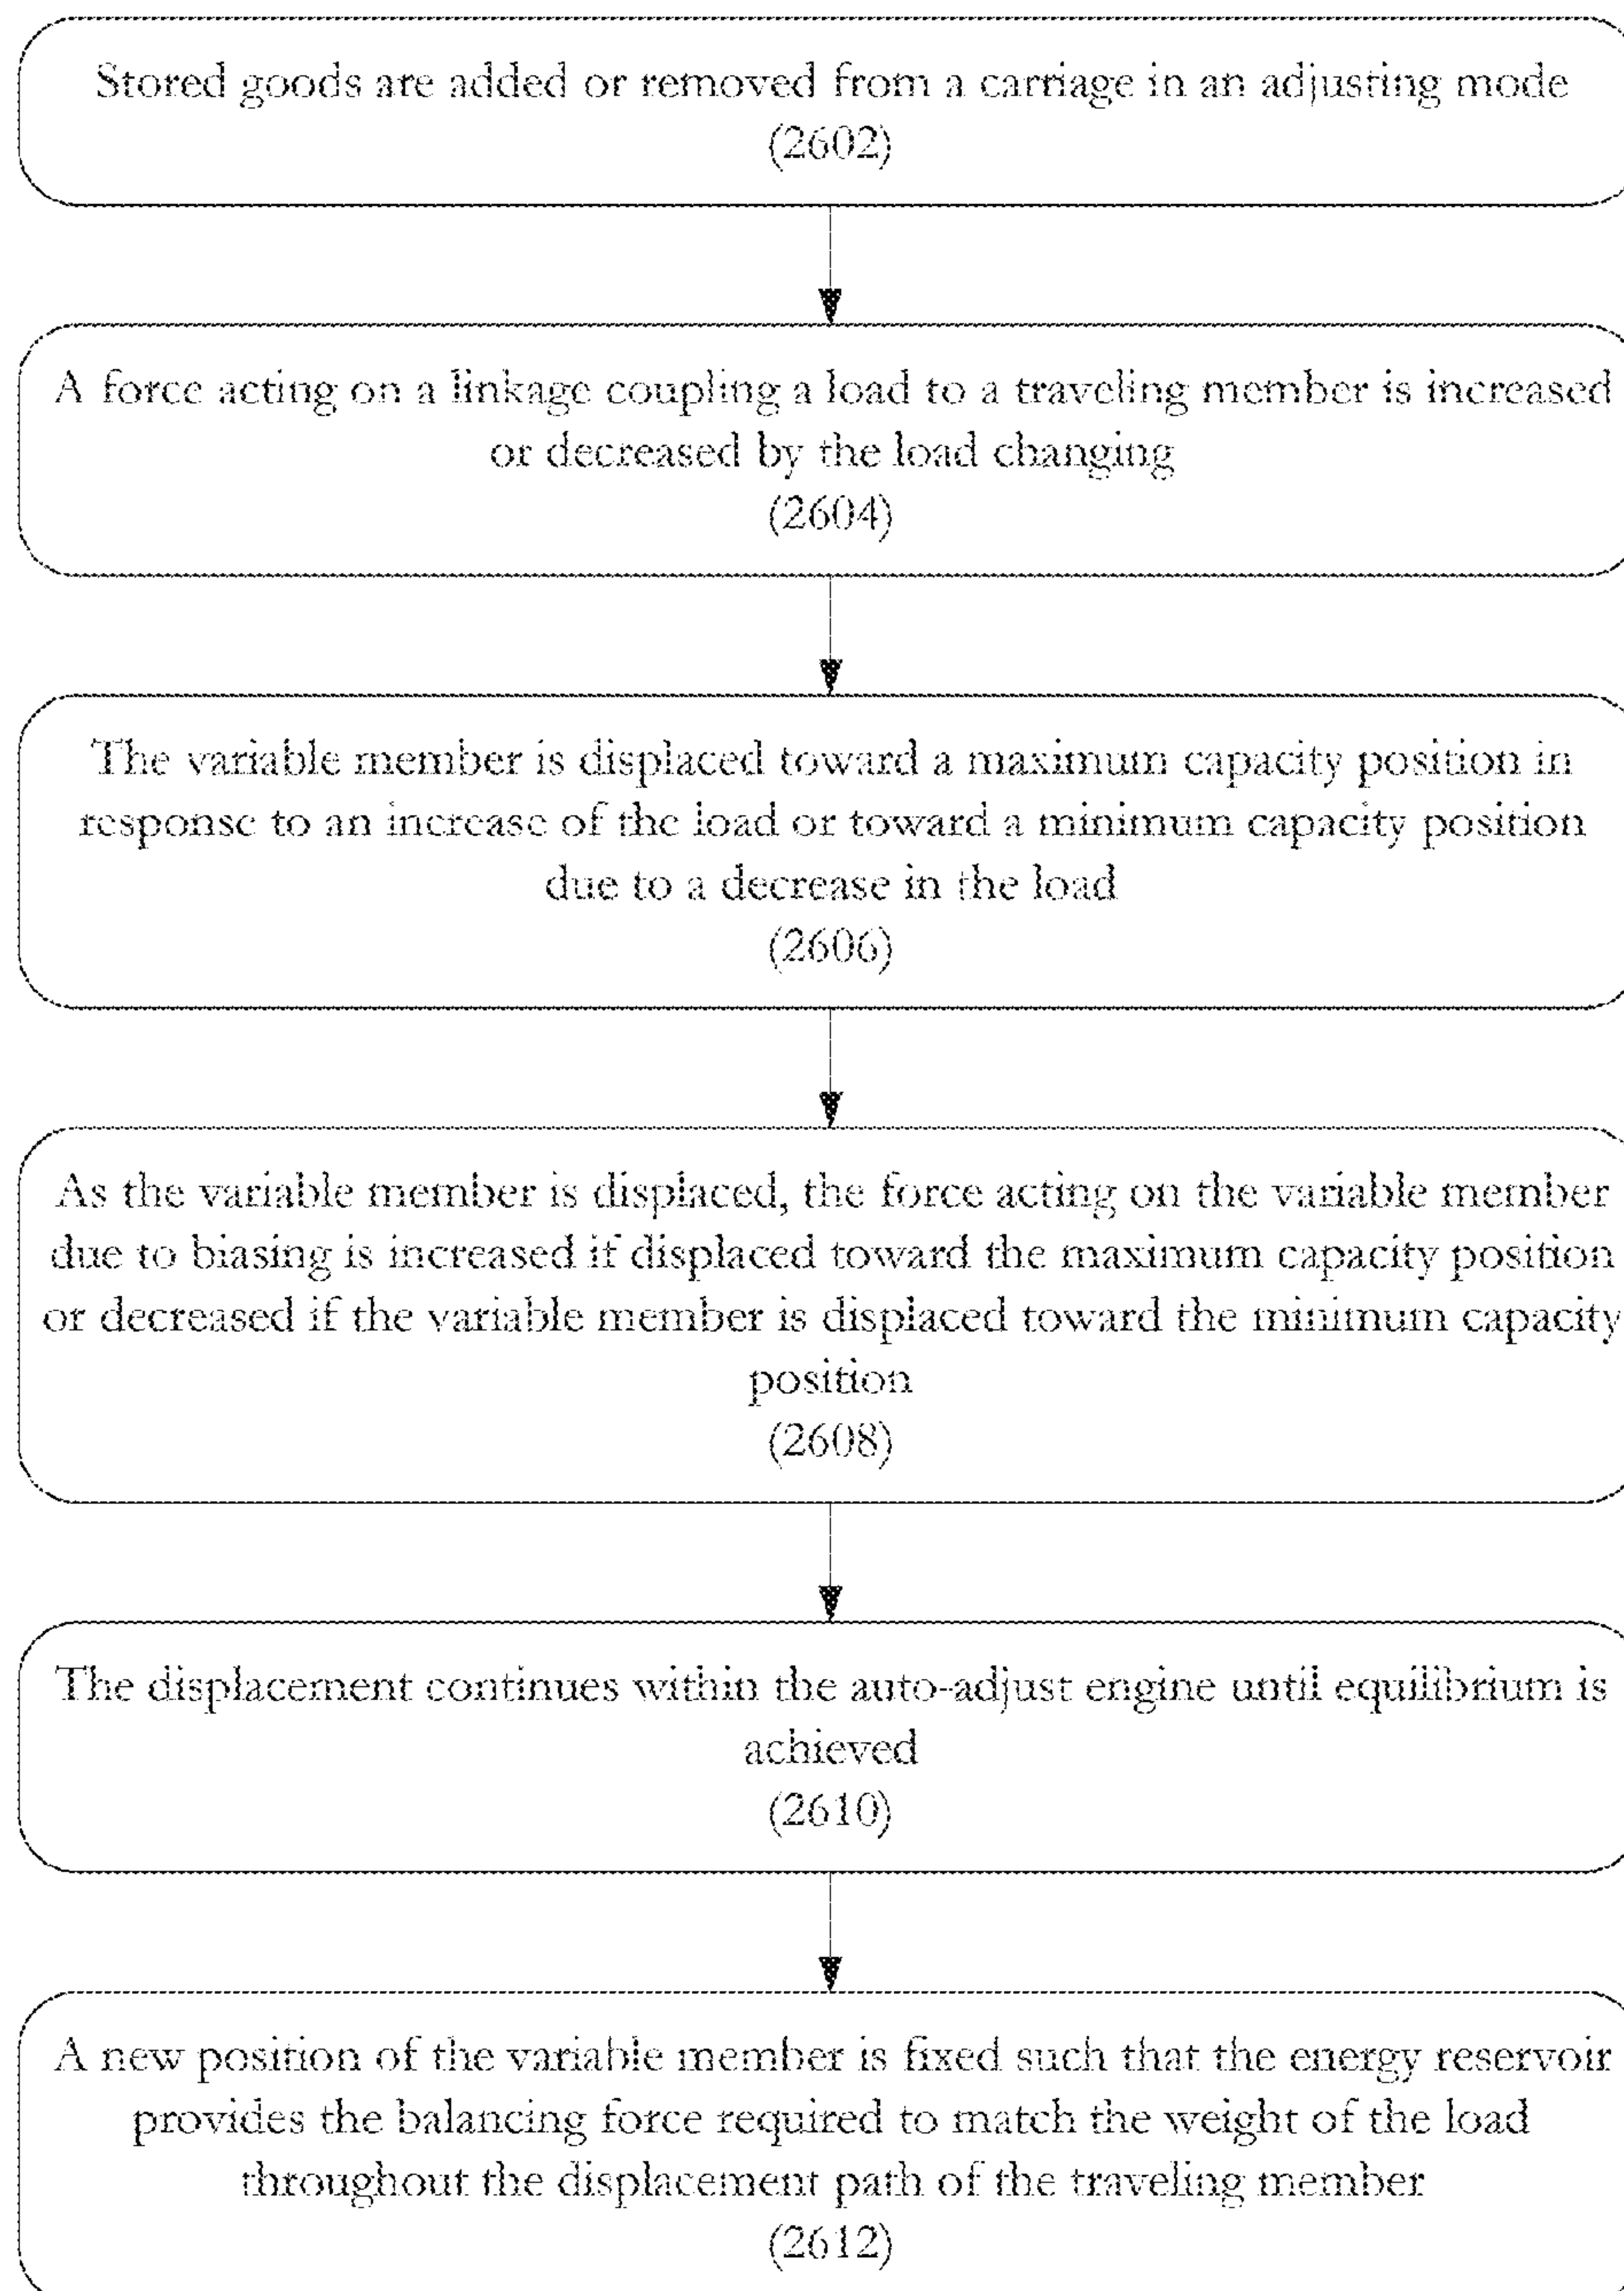 Stored goods are added or removed from a carriage in an adjusting mode
(2602)
A force acting on a linkage coupling a load to a traveling member is increased
or decreased by the load changing
(2604)
The variable member is displaced toward a maximum capacity position in
response to an increase of the load or toward a minimum capacity position
due to a decrease in the load
(2606)
As the variable member is displaced, the force acting on the variable member
due to biasing is increased if displaced toward the maximum capacity position
or decreased if the variable member is displaced toward the minimum capacity
position
(2608)
The displacement continues within the auto-adjust engine until equilibrium is
achieved
(2610)
A new position of the variable member is fixed such that the energy reservoir
provides the balancing force required to match the weight of the load
throughout the displacement path of the traveling member
(2612)